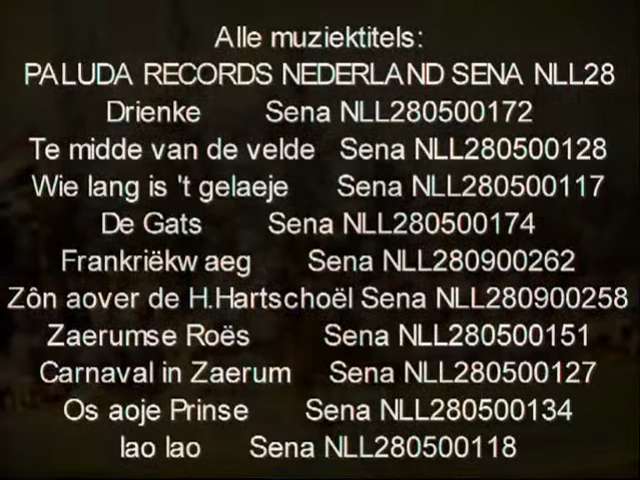 Alle muziektitels:
PALUDA RECORDS NEDERLAND SENA NLL28
Drienke Sena NLL280500172
Te midde van de velde Sena NLL280500128
Wie lang is 't gelaeje Sena NLL280500117
De Gats Sena NLL280500174
Frankriëkw aeg Sena NLL280900262
Zôn aover de H.Hartschoël Sena NLL280900258
Zaerumse Roës Sena NLL280500151
Carnaval in Zaerum Sena NLL280500127
Os aoje Prinse Sena NLL280500134
lao lao Sena NLL280500118